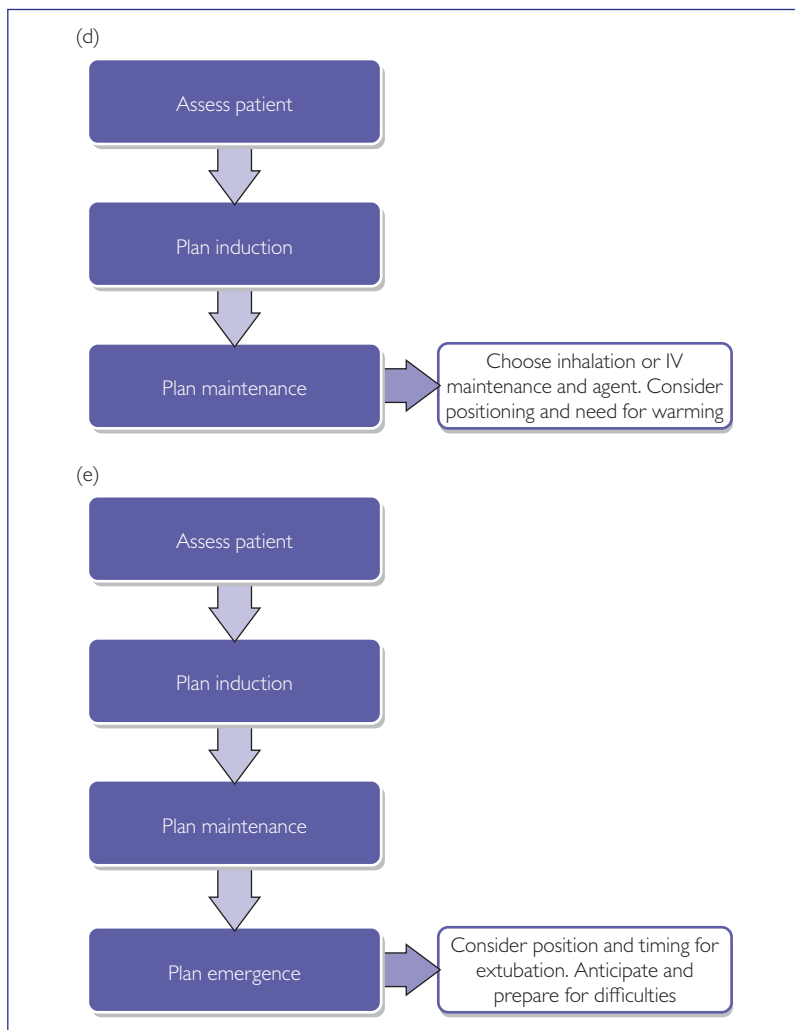 (d)
Assess patient
Plan induction
Plan maintenance
Choose inhalation or IV
maintenance and agent. Consider
positioning and need for warming
(e)
Assess patient
Plan induction
Plan maintenance
Plan emergence
Consider position and timing for
extubation. Anticipate and
prepare for difficulties